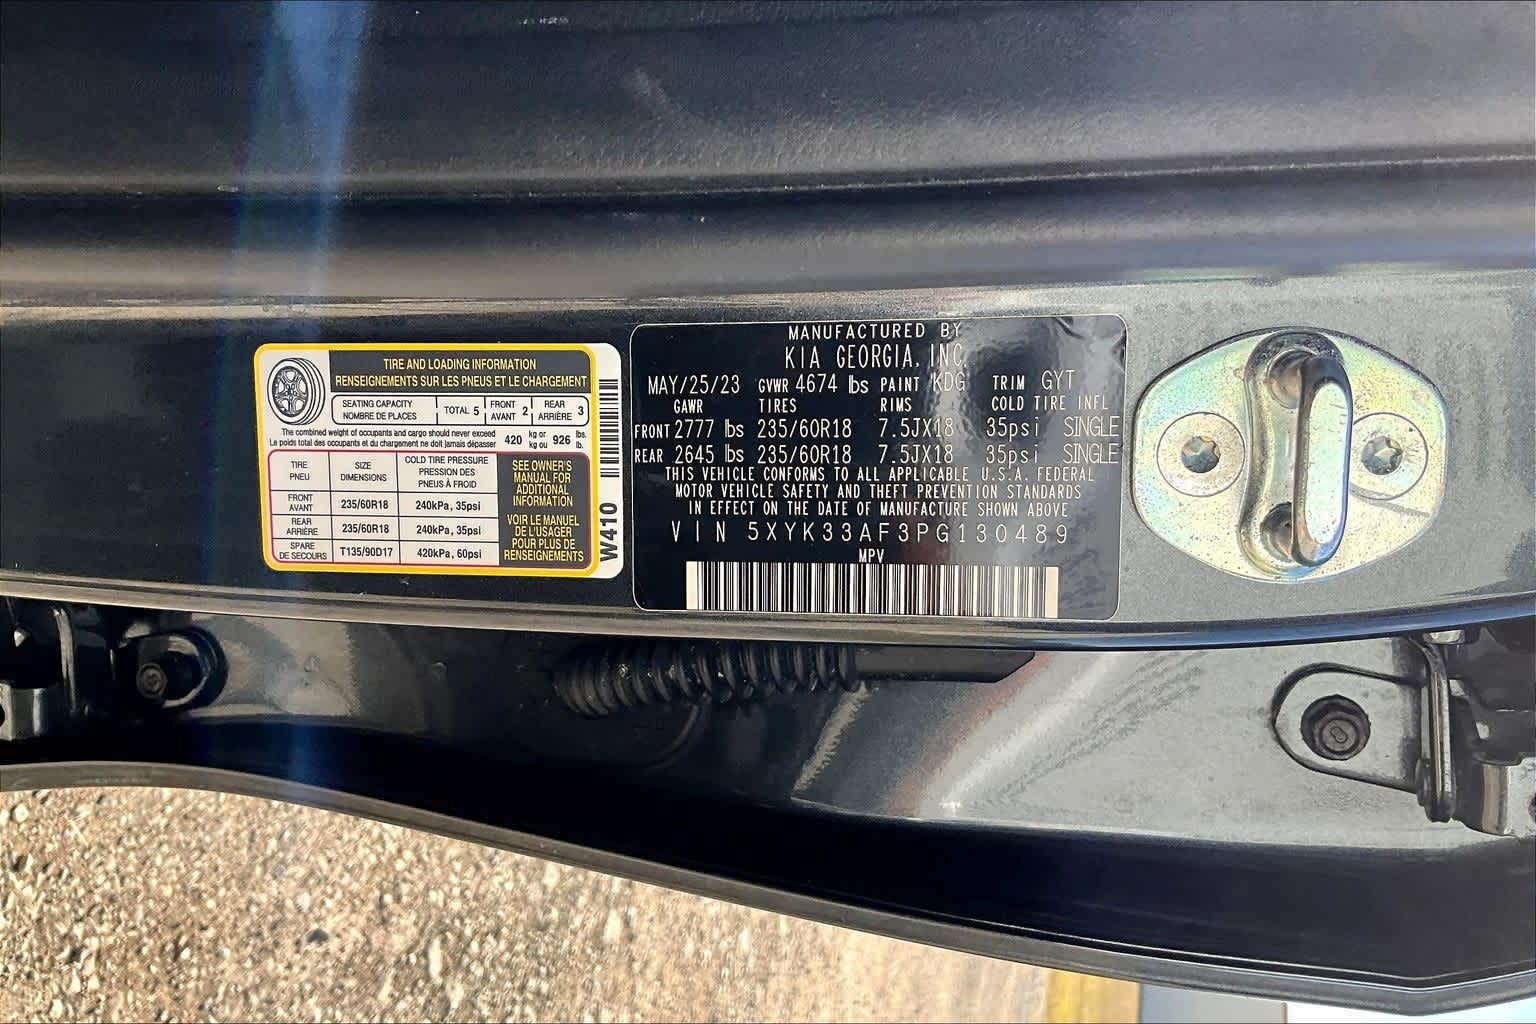 TIRE AND LOADING INFORMATION
RENSEIGNEMENTS SUR LES PNEUS ET LE CHARGEMENT
SEATING CAPACITY
NOMBRE DE PLACES
TOTAL 5
FRONT
AVANT 2
REAR
ARRIÈRE 3
The combined weight of occupants and cargo should never exceed
Le poids total des occupants et du chargement ne doit jamais dépasser
420 kg or kg ou 926 lbs. lb.
TIRE
PNEU
SIZE
DIMENSIONS
COLD TIRE PRESSURE
PRESSION DES
PNEUS À FROID
FRONT
AVANT
235/60R18
240kPa, 35psi
REAR
ARRIÈRE
235/60R18
240kPa, 35psi
SPARE
DE SECOURS
T135/90D17
420kPa, 60psi
SEE OWNER'S
MANUAL FOR
ADDITIONAL
INFORMATION
VOIR LE MANUEL
DE L'USAGER
POUR PLUS DE
RENSEIGNEMENTS
W410
MANUFACTURED BY
KIA GEORGIA, INC.
MAY/25/23 GVWR 4674 lbs PAINT KDG TRIM GYT
GAWR TIRES RIMS COLD TIRE INFL
FRONT 2777 lbs 235/60R18 7.5JX18 35psi SINGLE
REAR 2645 lbs 235/60R18 7.5JX18 35psi SINGLE
THIS VEHICLE CONFORMS TO ALL APPLICABLE U.S.A. FEDERAL
MOTOR VEHICLE SAFETY AND THEFT PREVENTION STANDARDS
IN EFFECT ON THE DATE OF MANUFACTURE SHOWN ABOVE
VIN 5XYK33AF3PG130489
MPV